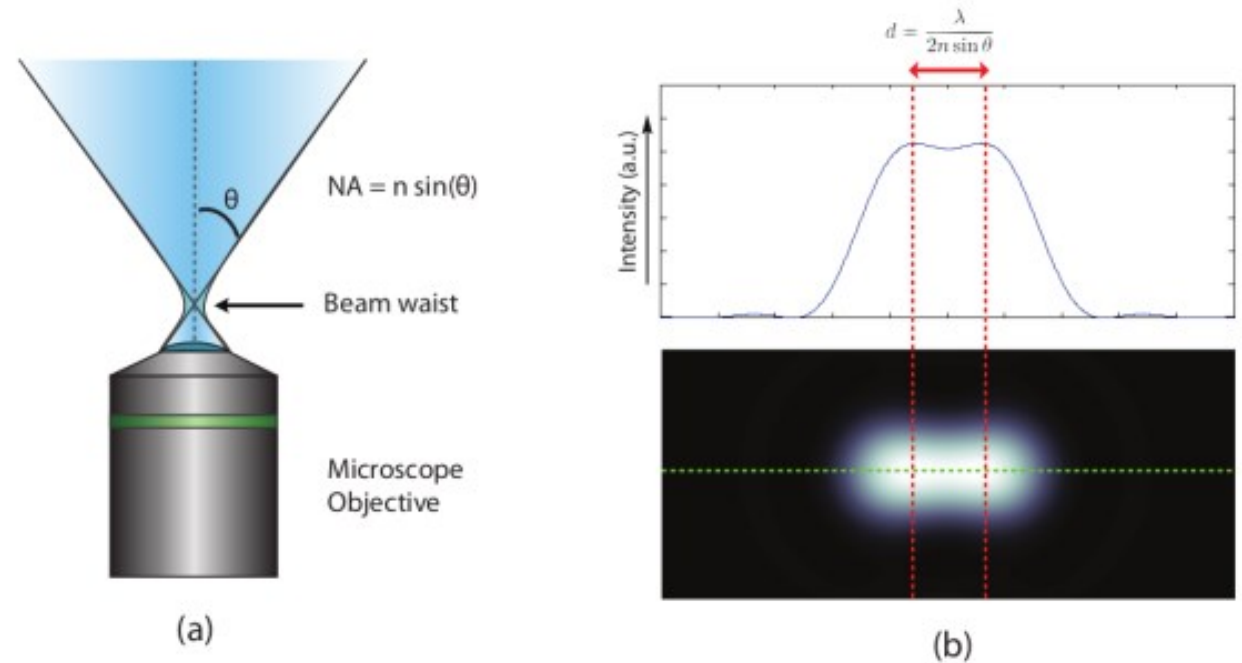 θ
NA = n sin(θ)
Beam waist
Microscope
Objective
(a)
d = λ / 2n sin θ
Intensity (a.u.)
(b)